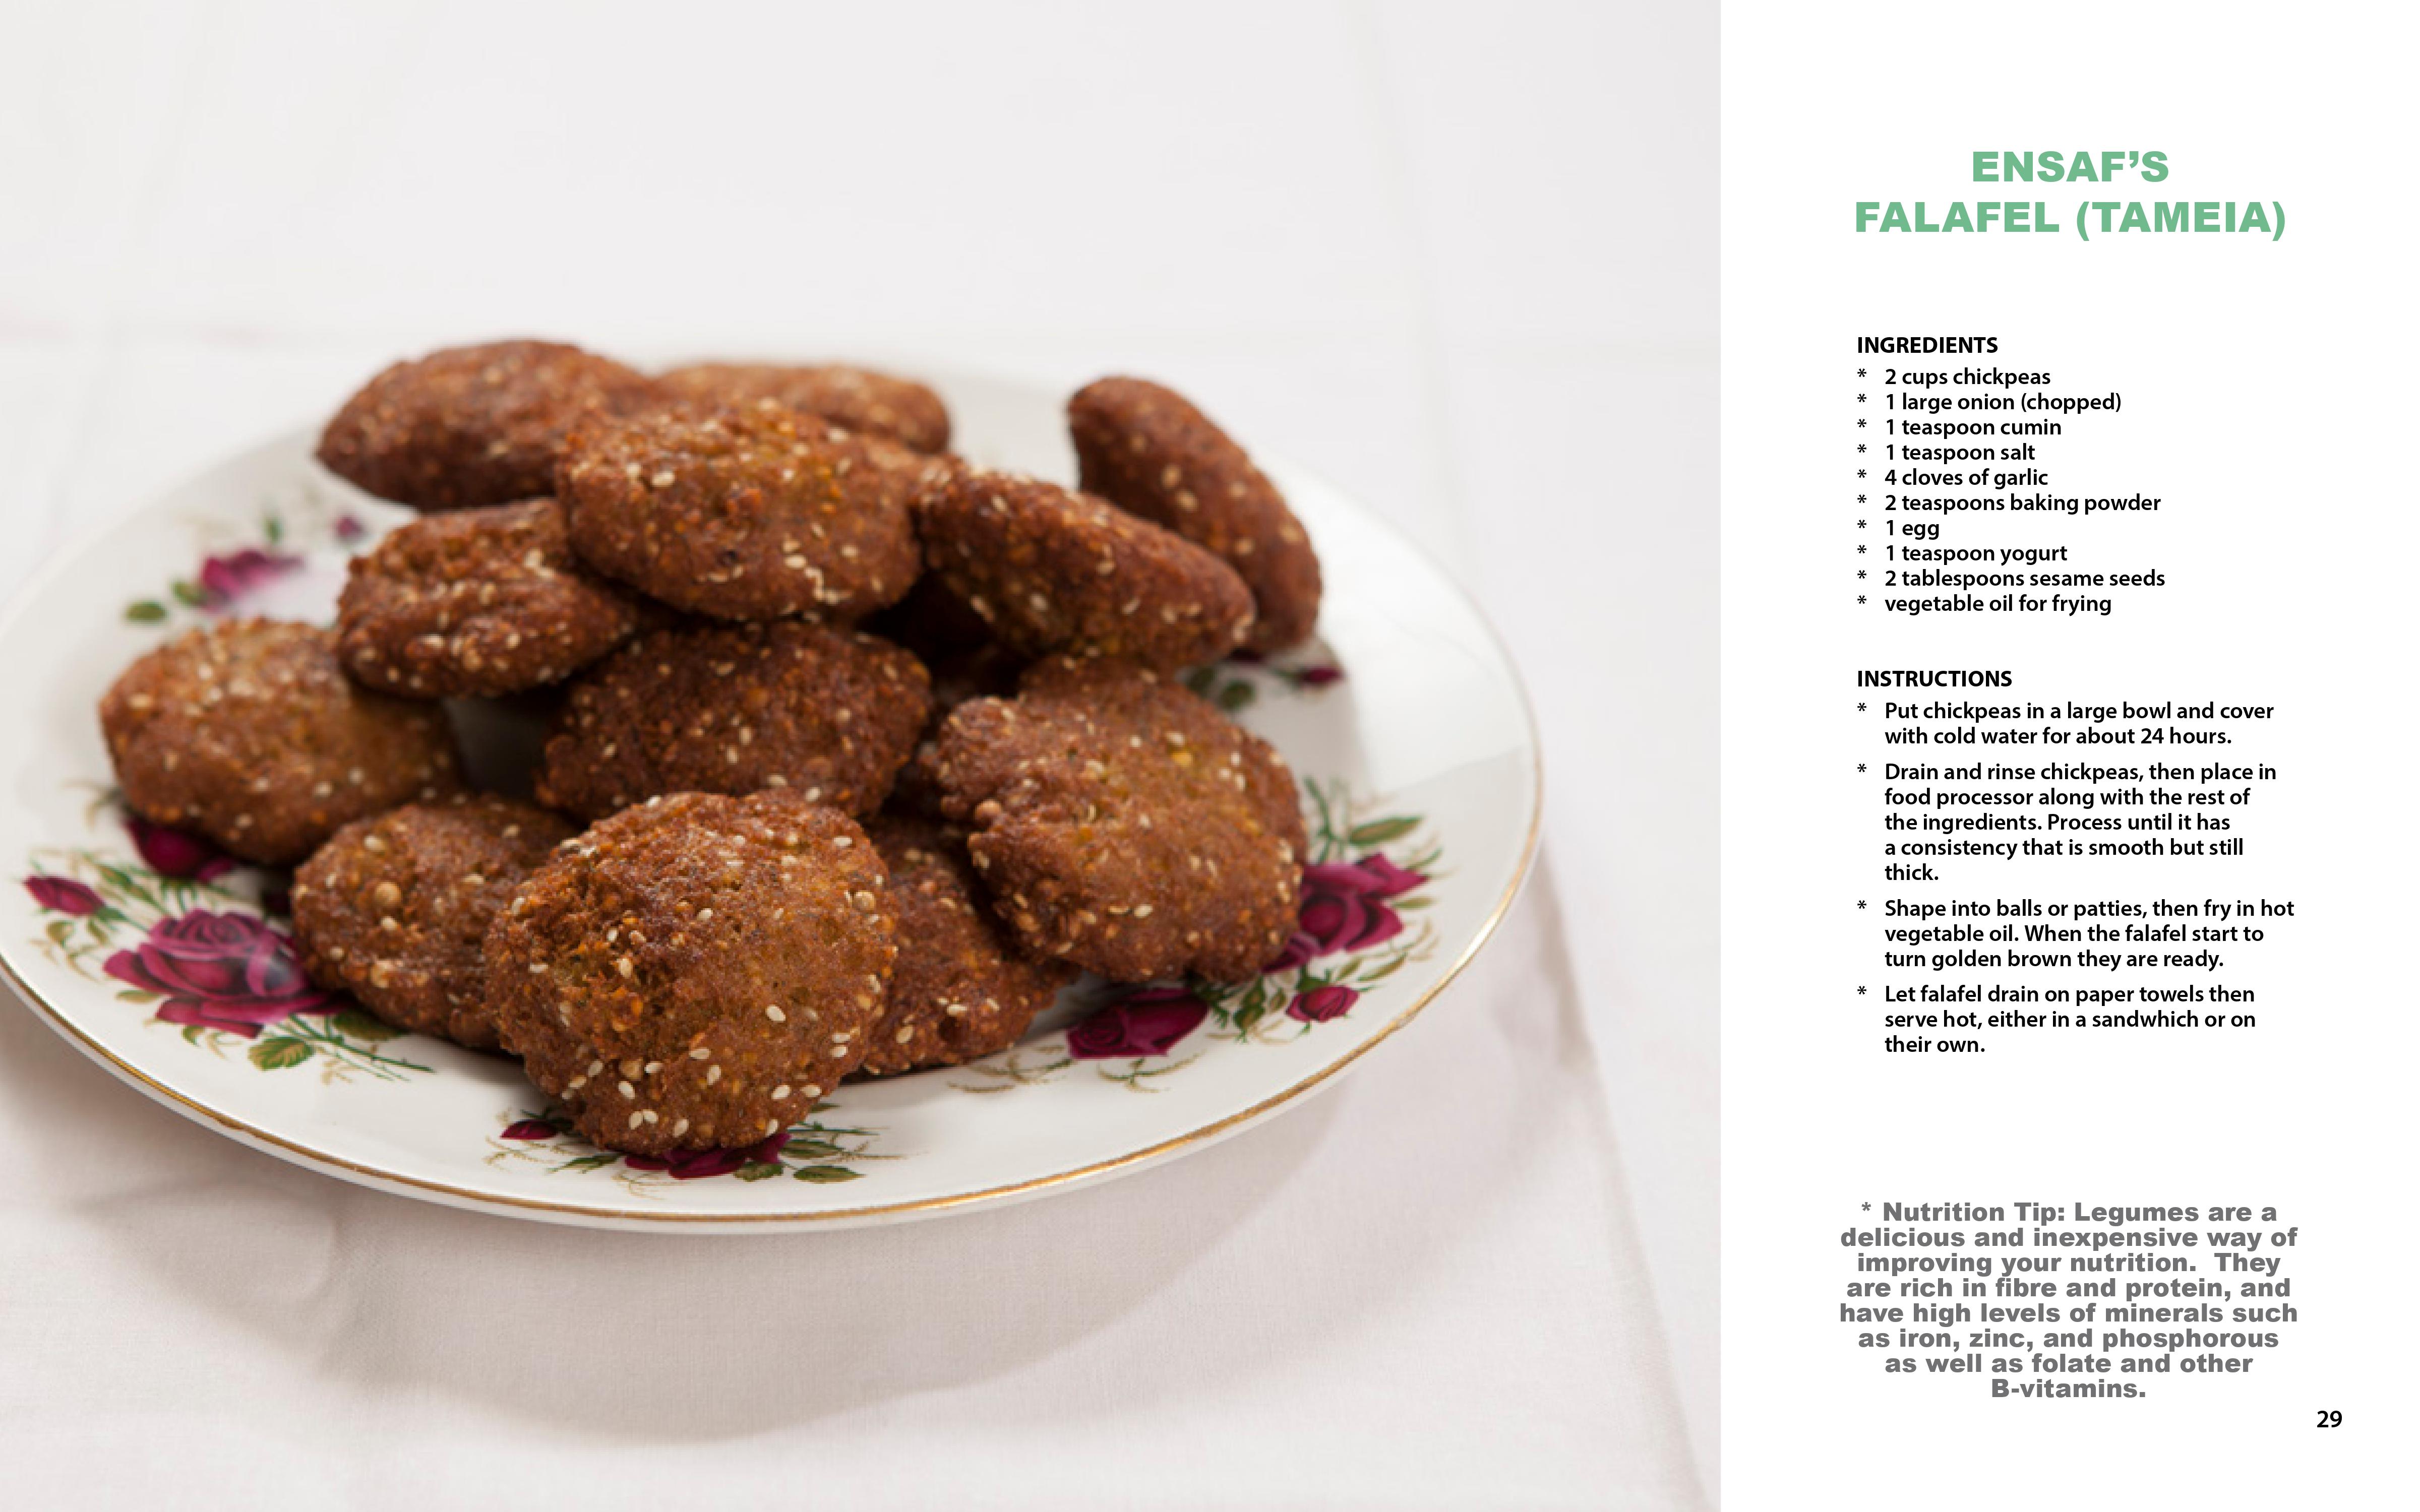 ENSAF’S
FALAFEL (TAMEIA)
INGREDIENTS
* 2 cups chickpeas
* 1 large onion (chopped)
* 1 teaspoon cumin
* 1 teaspoon salt
* 4 cloves of garlic
* 2 teaspoons baking powder
* 1 egg
* 1 teaspoon yogurt
* 2 tablespoons sesame seeds
* vegetable oil for frying
INSTRUCTIONS
* Put chickpeas in a large bowl and cover
with cold water for about 24 hours.
* Drain and rinse chickpeas, then place in
food processor along with the rest of
the ingredients. Process until it has
a consistency that is smooth but still
thick.
* Shape into balls or patties, then fry in hot
vegetable oil. When the falafel start to
turn golden brown they are ready.
* Let falafel drain on paper towels then
serve hot, either in a sandwhich or on
their own.
* Nutrition Tip: Legumes are a
delicious and inexpensive way of
improving your nutrition.  They
are rich in fibre and protein, and
have high levels of minerals such
as iron, zinc, and phosphorous
as well as folate and other
B-vitamins.
29